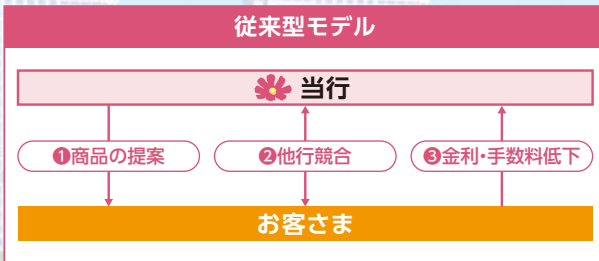 従来型モデル
当行
❶商品の提案
❷他行競合
❸金利・手数料低下
お客さま